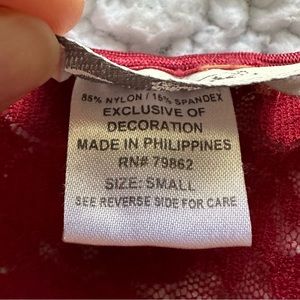 85% NYLON / 15% SPANDEX
EXCLUSIVE OF
DECORATION
MADE IN PHILIPPINES
RN# 79862
SIZE: SMALL
SEE REVERSE SIDE FOR CARE